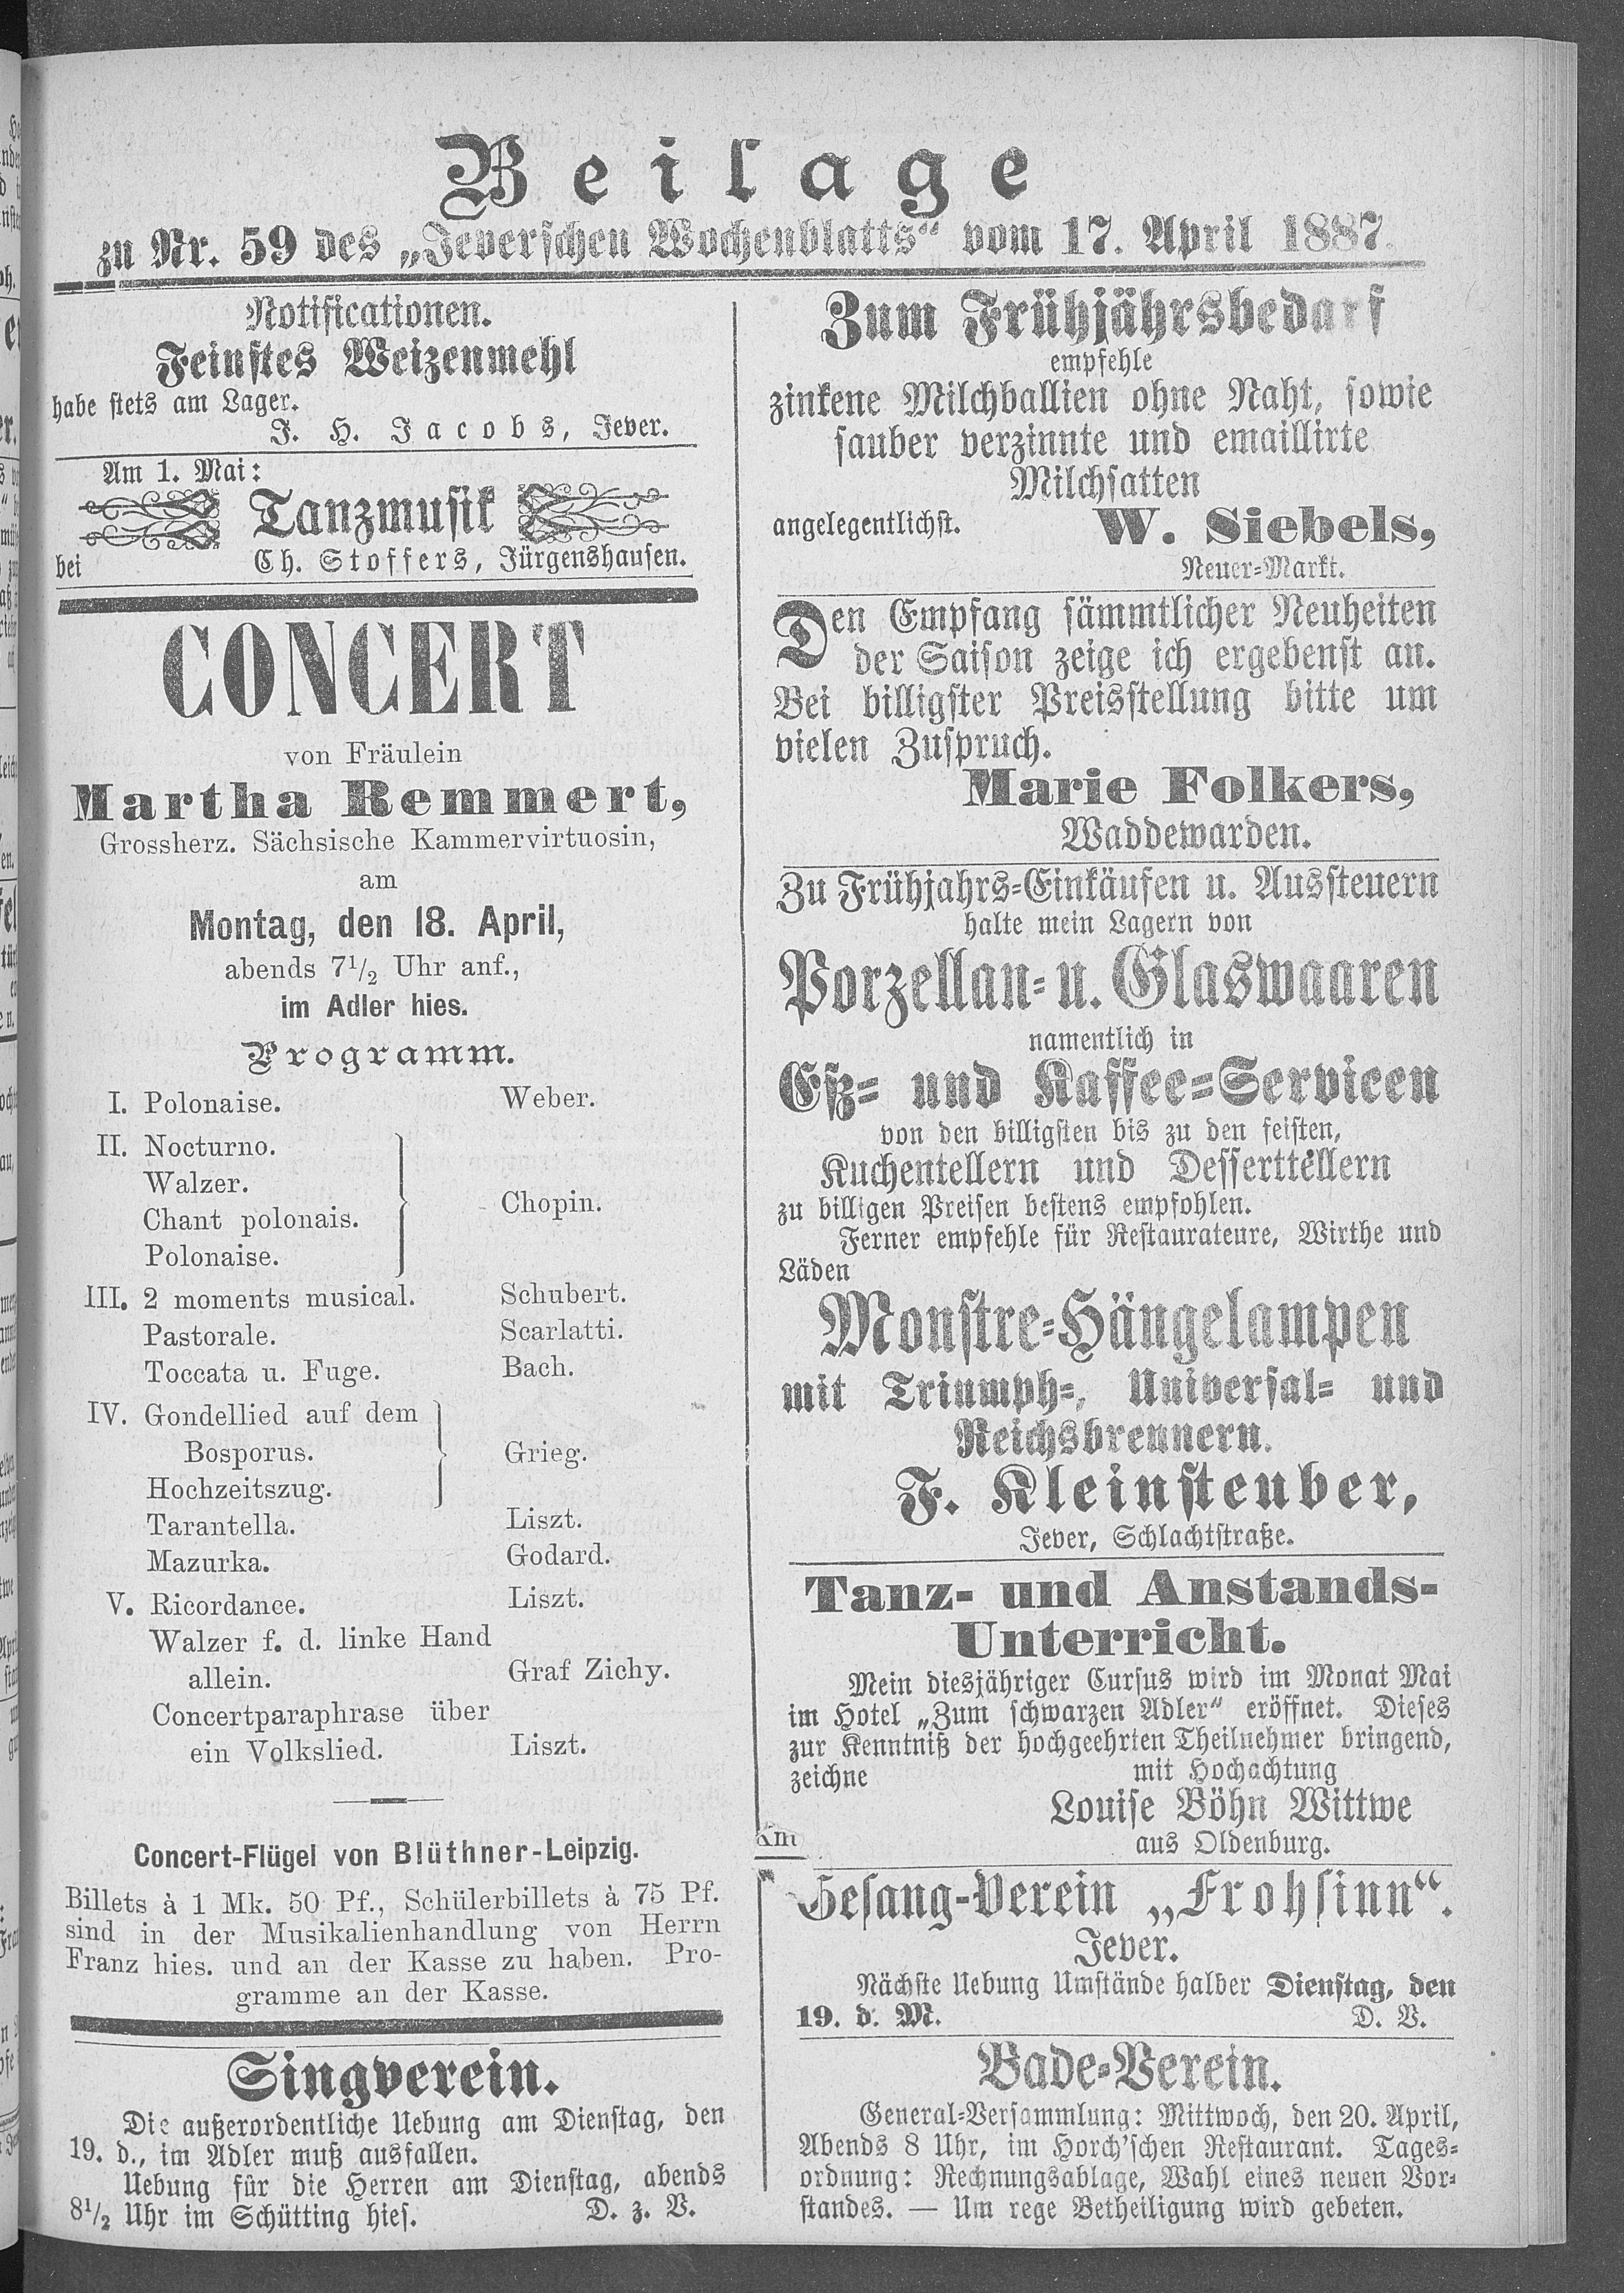 Beilage
zu Nr. 59 des „Jeverschen Wochenblatts“ vom 17. April 1887.
Notificationen.
Feinstes Weizenmehl
habe stets am Lager.
J. H. Jacobs, Jever.
Am 1. Mai:
Tanzmusik
bei Ch. Stoffers, Jürgenshausen.
CONCERT
von Fräulein
Martha Remmert,
Grossherz. Sächsische Kammervirtuosin,
am
Montag, den 18. April,
abends 7½ Uhr anf.,
im Adler hies.
Programm.
I. Polonaise. Weber.
II. Nocturno.
Walzer.
Chant polonais. Chopin.
Polonaise.
III. 2 moments musical. Schubert.
Pastorale. Scarlatti.
Toccata u. Fuge. Bach.
IV. Gondellied auf dem
Bosporus. Grieg.
Hochzeitszug.
Tarantella. Liszt.
Mazurka. Godard.
V. Ricordance. Liszt.
Walzer f. d. linke Hand
allein. Graf Zichy.
Concertparaphrase über
ein Volkslied. Liszt.
Concert-Flügel von Blüthner-Leipzig.
Billets à 1 Mk. 50 Pf., Schülerbillets à 75 Pf.
sind in der Musikalienhandlung von Herrn
Franz hies. und an der Kasse zu haben. Pro-
gramme an der Kasse.
Singverein.
Die außerordentliche Uebung am Dienstag, den
19. d., im Adler muß ausfallen.
Uebung für die Herren am Dienstag, abends
8½ Uhr im Schütting hies. D. z. V.
Zum Frühjährsbedarf
empfehle
zinkene Milchballien ohne Naht, sowie
sauber verzinnte und emaillirte
Milchsatten
angelegentlichst. W. Siebels,
Neuer-Markt.
Den Empfang sämmtlicher Neuheiten
der Saison zeige ich ergebenst an.
Bei billigster Preisstellung bitte um
vielen Zuspruch.
Marie Folkers,
Waddewarden.
Zu Frühjahrs-Einkäufen u. Aussteuern
halte mein Lagern von
Porzellan- u. Glaswaaren
namentlich in
Eß- und Kaffee-Servicen
von den billigsten bis zu den feisten,
Kuchentellern und Desserttellern
zu billigen Preisen bestens empfohlen.
Ferner empfehle für Restaurateure, Wirthe und
Läden
Monstre-Hängelampen
mit Triumph-, Universal- und
Reichsbrennern.
F. Kleinsteuber,
Jever, Schlachtstraße.
Tanz- und Anstands-
Unterricht.
Mein diesjähriger Cursus wird im Monat Mai
im Hotel „Zum schwarzen Adler“ eröffnet. Dieses
zur Kenntniß der hochgeehrten Theilnehmer bringend,
zeichne mit Hochachtung
Louise Böhn Wittwe
aus Oldenburg.
Gesang-Verein „Frohsinn“.
Jever.
Nächste Uebung Umstände halber Dienstag, den
19. d. M. D. V.
Bade-Verein.
General-Versammlung: Mittwoch, den 20. April,
Abends 8 Uhr, im Horch'schen Restaurant. Tages-
ordnung: Rechnungsablage, Wahl eines neuen Vor-
standes. — Um rege Betheiligung wird gebeten.